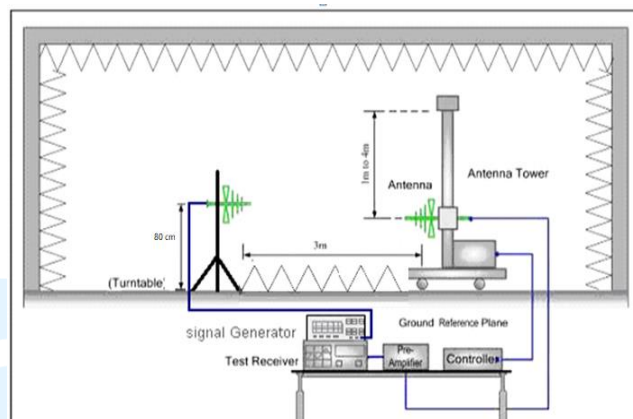 1m to 4m
Antenna
Antenna Tower
80 cm
3m
(Turntable)
signal Generator
Ground Reference Plane
Test Receiver
Pre-
Amplifier
Controller